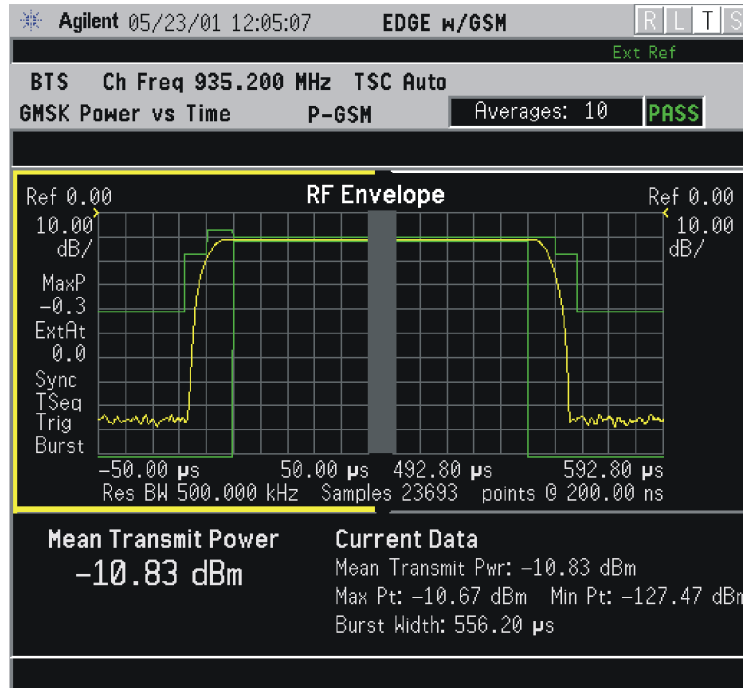 Agilent 05/23/01 12:05:07 EDGE w/GSM R L T S
Ext Ref
BTS Ch Freq 935.200 MHz TSC Auto
GMSK Power vs Time P-GSM Averages: 10 PASS
RF Envelope
Ref 0.00 Ref 0.00
10.00 10.00
dB/ dB/
MaxP
-0.3
ExtAt
0.0
Sync
TSeq
Trig
Burst
-50.00 µs 50.00 µs 492.80 µs 592.80 µs
Res BW 500.000 kHz Samples 23693 points @ 200.00 ns
Mean Transmit Power
-10.83 dBm
Current Data
Mean Transmit Pwr: -10.83 dBm
Max Pt: -10.67 dBm Min Pt: -127.47 dBm
Burst Width: 556.20 µs